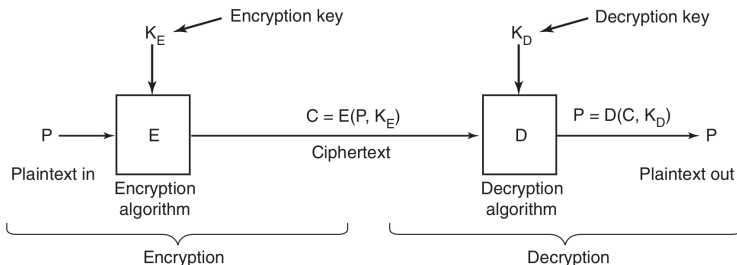 Encryption key
Decryption key
K_E
K_D
C = E(P, K_E)
P = D(C, K_D)
P
E
D
P
Ciphertext
Plaintext in
Plaintext out
Encryption
algorithm
Decryption
algorithm
Encryption
Decryption